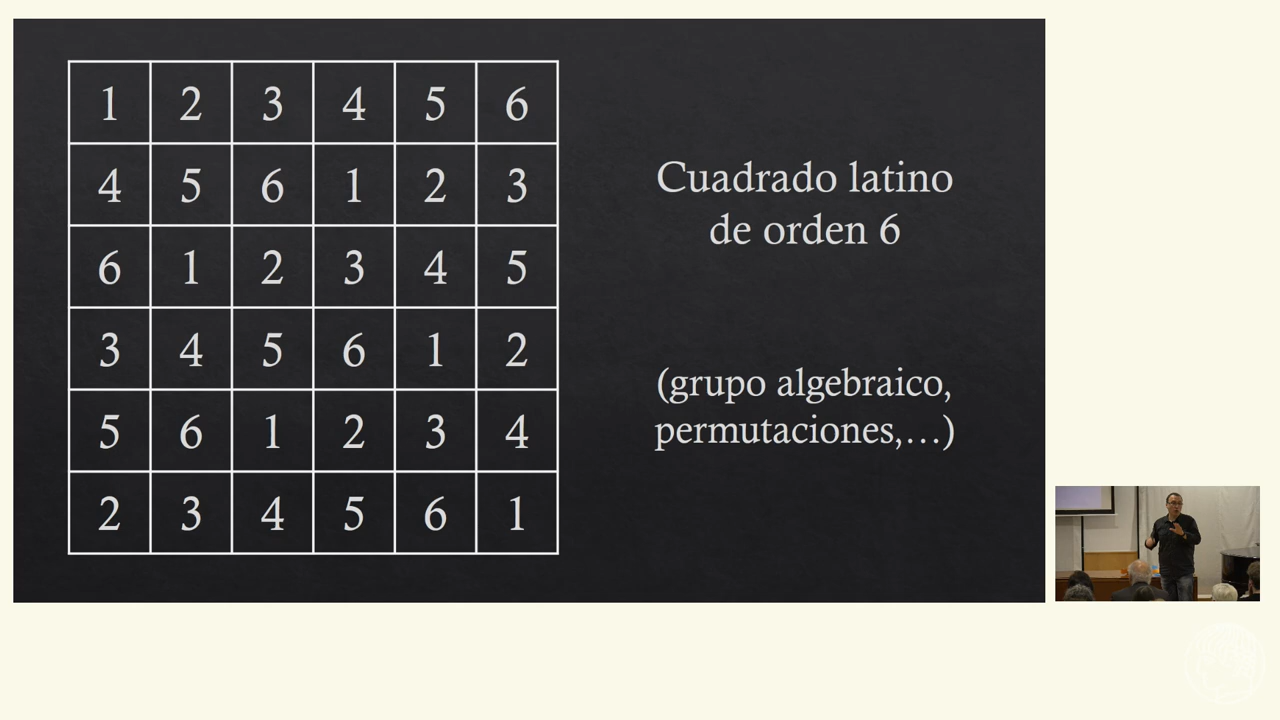 1 2 3 4 5 6
4 5 6 1 2 3
6 1 2 3 4 5
3 4 5 6 1 2
5 6 1 2 3 4
2 3 4 5 6 1
Cuadrado latino
de orden 6
(grupo algebraico,
permutaciones,…)